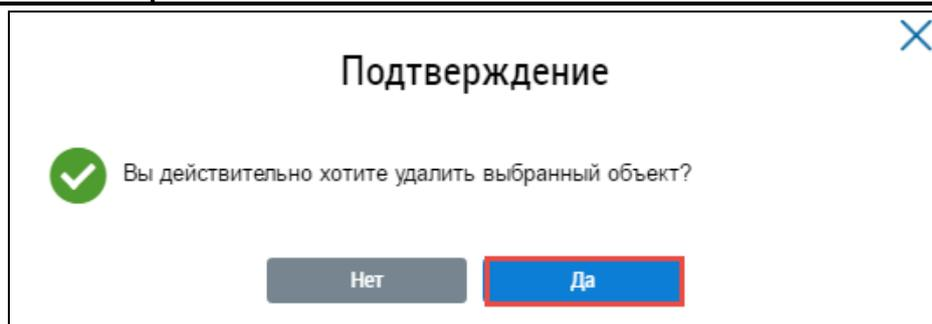 Подтверждение
Вы действительно хотите удалить выбранный объект?
Нет
Да